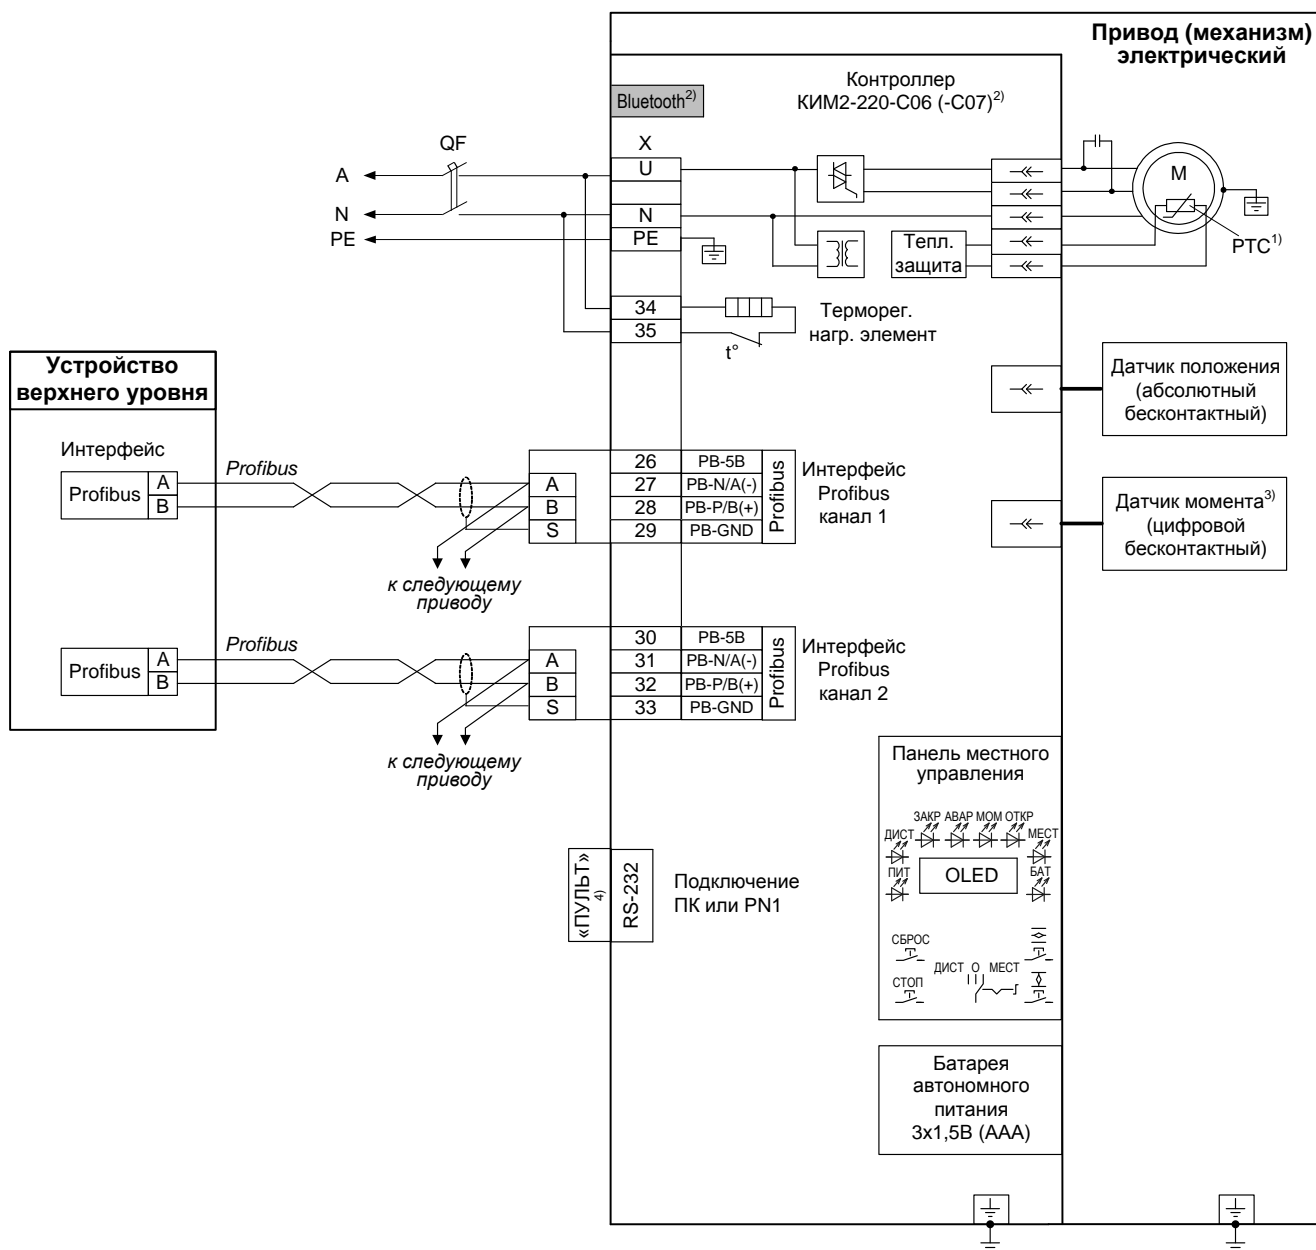 Привод (механизм)
электрический
Контроллер
КИМ2-220-С06 (-С07)2)
Bluetooth2)
QF
X
A
U
M
N
N
PE
PE
Тепл.
защита
PTC1)
34
35
Терморег.
нагр. элемент
t°
Устройство
верхнего уровня
Датчик положения
(абсолютный
бесконтактный)
Интерфейс
Profibus
A
B
Profibus
A
B
S
26 PB-5В
27 PB-N/A(-)
28 PB-P/B(+)
29 PB-GND
Profibus
Интерфейс
Profibus
канал 1
Датчик момента3)
(цифровой
бесконтактный)
к следующему
приводу
Profibus
A
B
Profibus
A
B
S
30 PB-5В
31 PB-N/A(-)
32 PB-P/B(+)
33 PB-GND
Profibus
Интерфейс
Profibus
канал 2
к следующему
приводу
Панель местного
управления
ЗАКР АВАР МОМ ОТКР
ДИСТ МЕСТ
ПИТ OLED БАТ
СБРОС
ДИСТ О МЕСТ
СТОП
«ПУЛЬТ»
4)
RS-232
Подключение
ПК или PN1
Батарея
автономного
питания
3х1,5В (ААА)